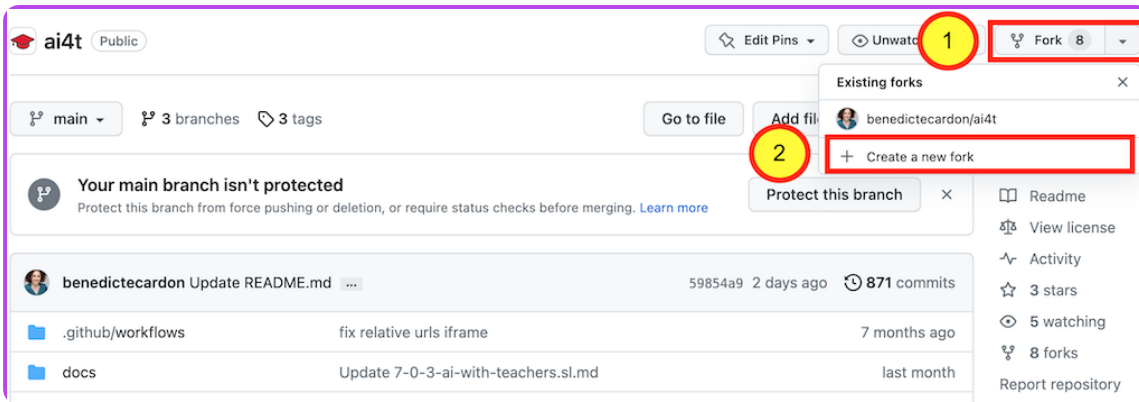 ai4t Public Edit Pins Unwatc 1 Fork 8
Existing forks
main 3 branches 3 tags Go to file Add fil benedictecardon/ai4t
2 Create a new fork
Your main branch isn't protected
Protect this branch from force pushing or deletion, or require status checks before merging. Learn more
Protect this branch
Readme
View license
Activity
3 stars
5 watching
8 forks
Report repository
benedictecardon Update README.md ... 59854a9 2 days ago 871 commits
.github/workflows fix relative urls iframe 7 months ago
docs Update 7-0-3-ai-with-teachers.sl.md last month